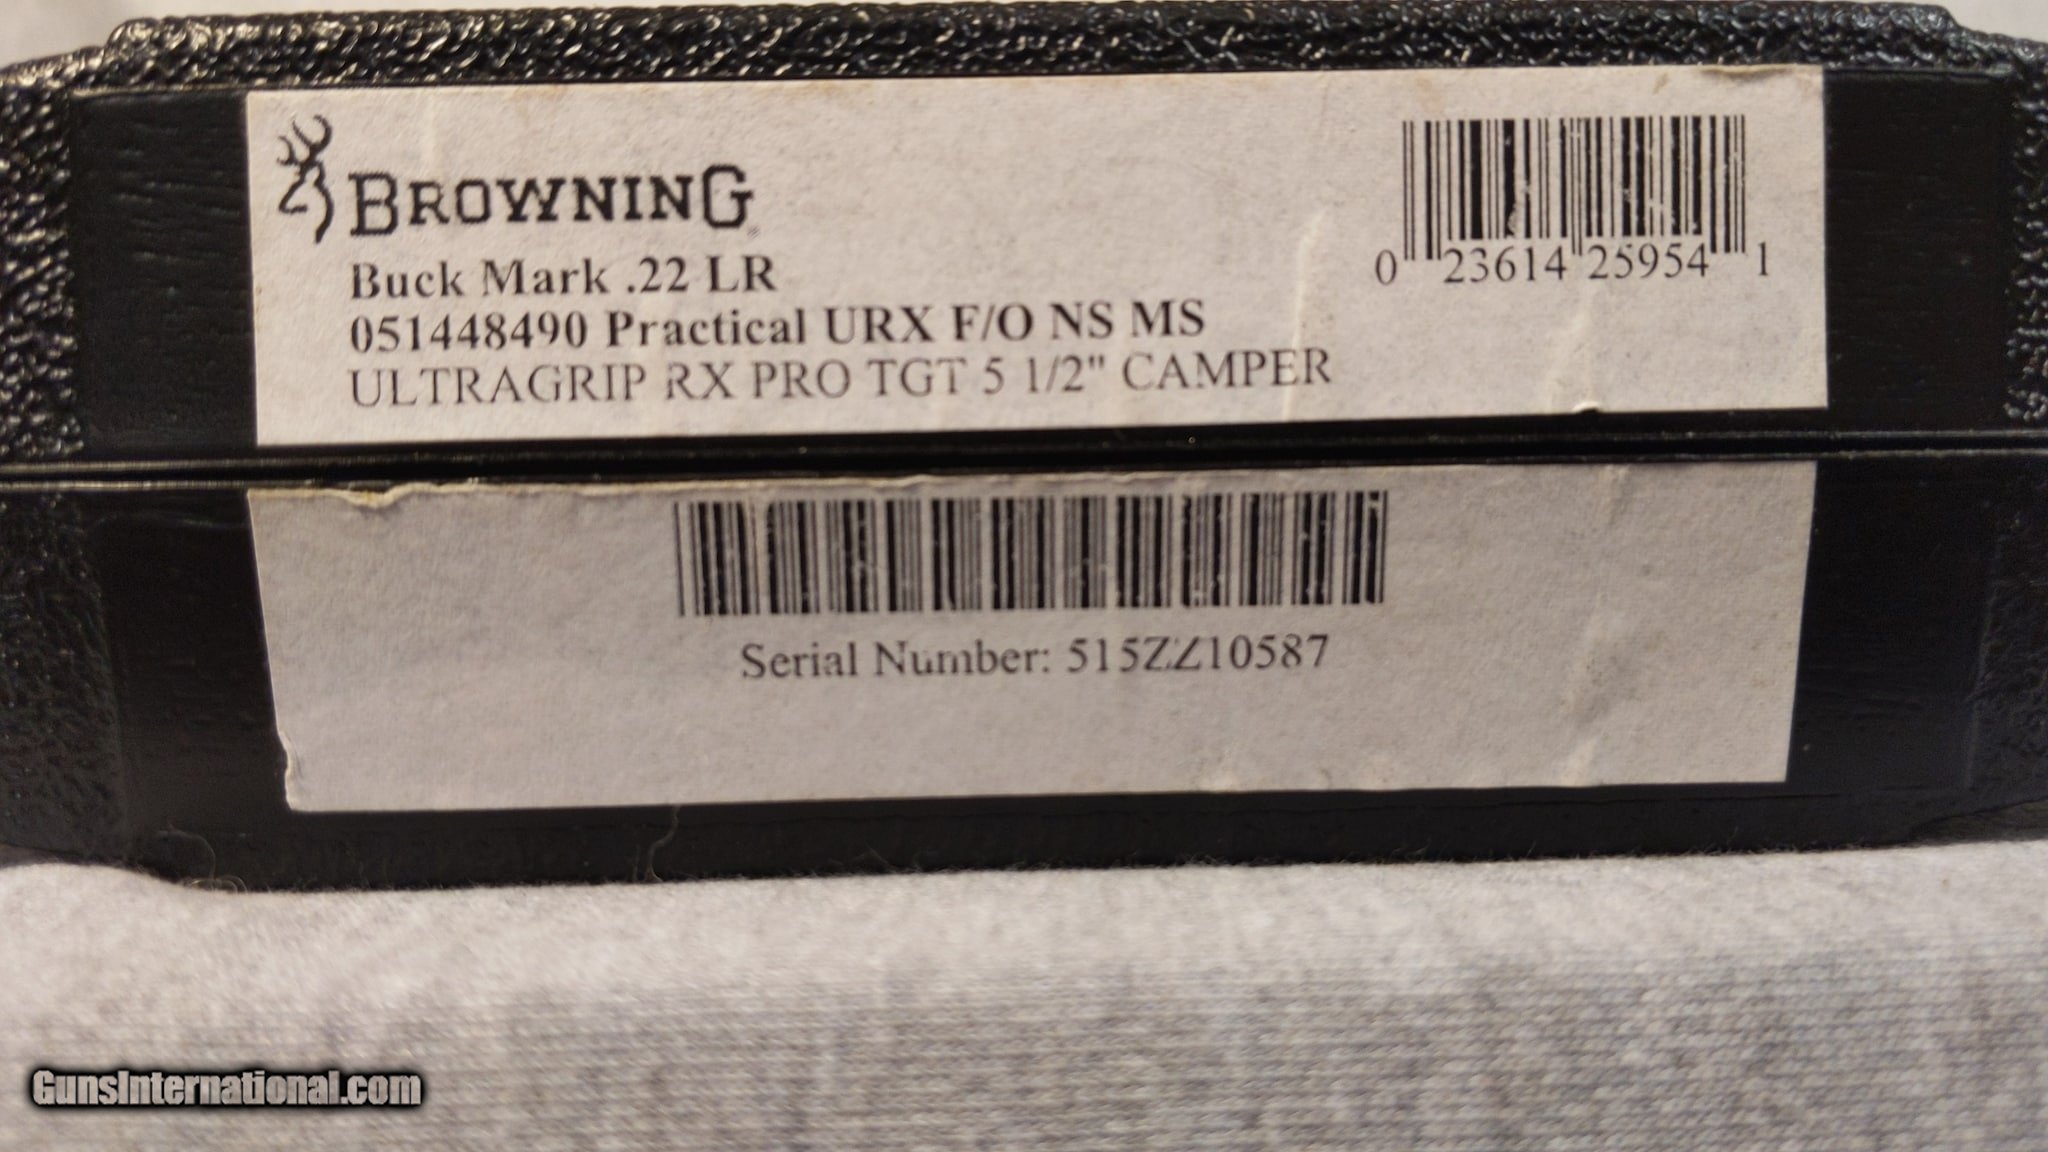 BROWNING
Buck Mark .22 LR
051448490 Practical URX F/O NS MS
ULTRAGRIP RX PRO TGT 5 1/2" CAMPER
0 23614 25954 1
Serial Number: 515ZZ10587
GunsInternational.com